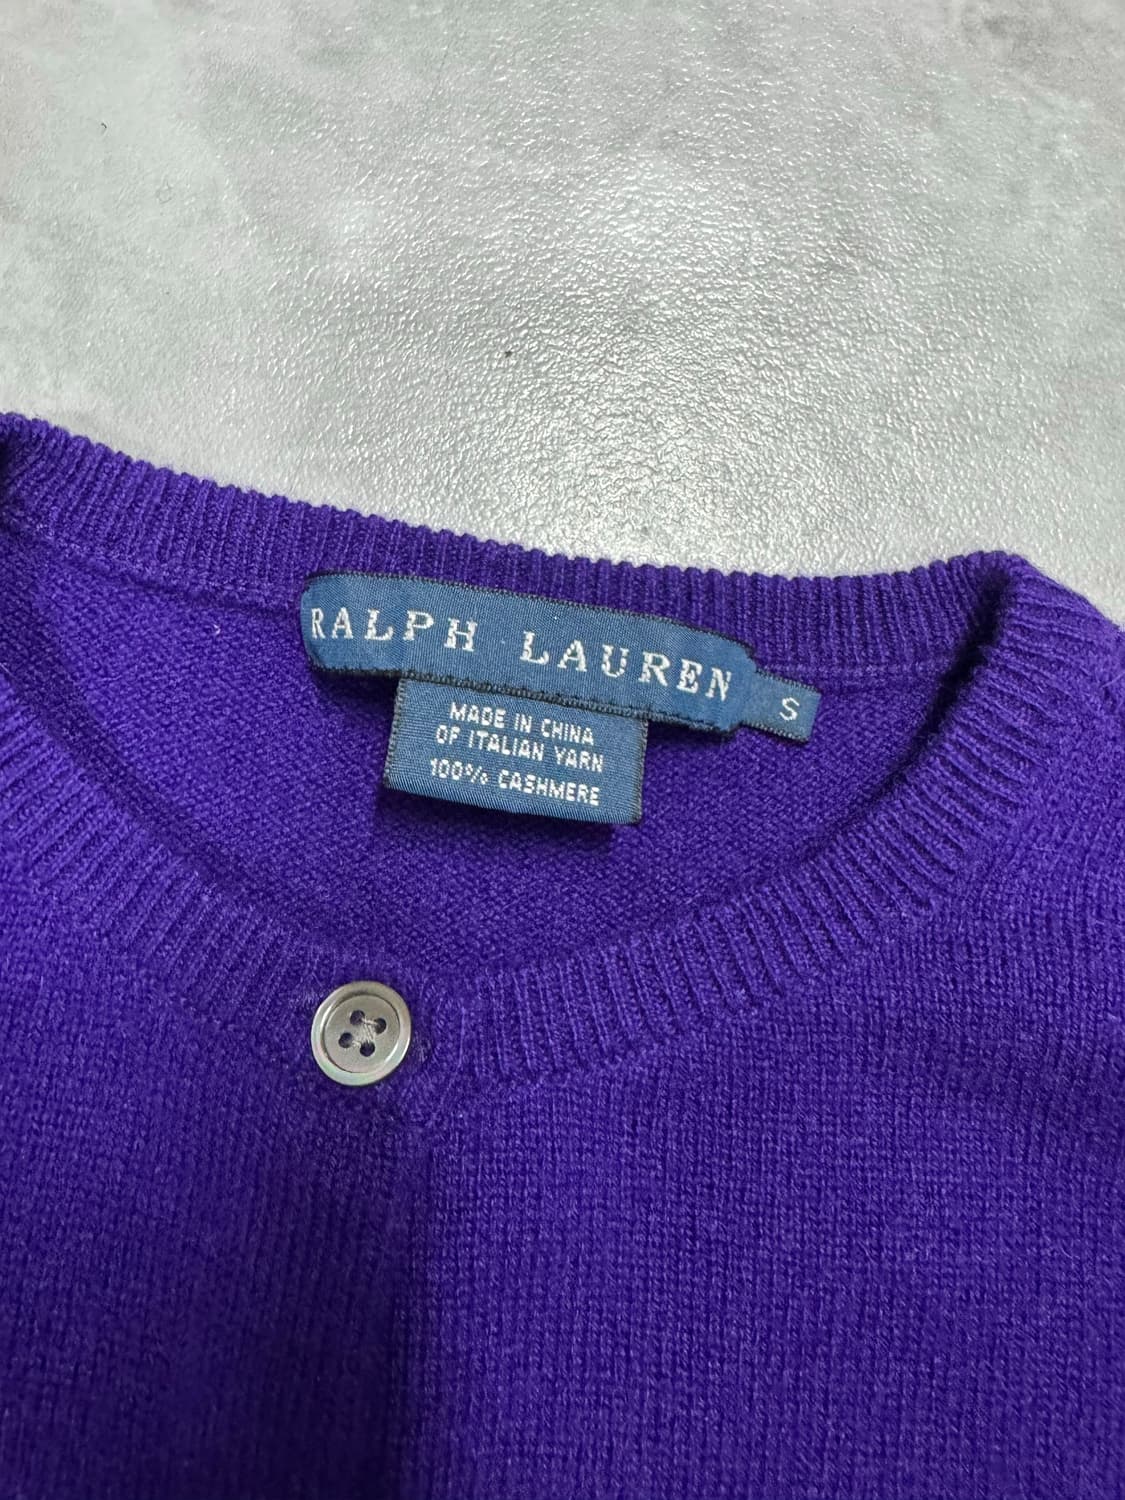 RALPH LAUREN
S
MADE IN CHINA
OF ITALIAN YARN
100% CASHMERE